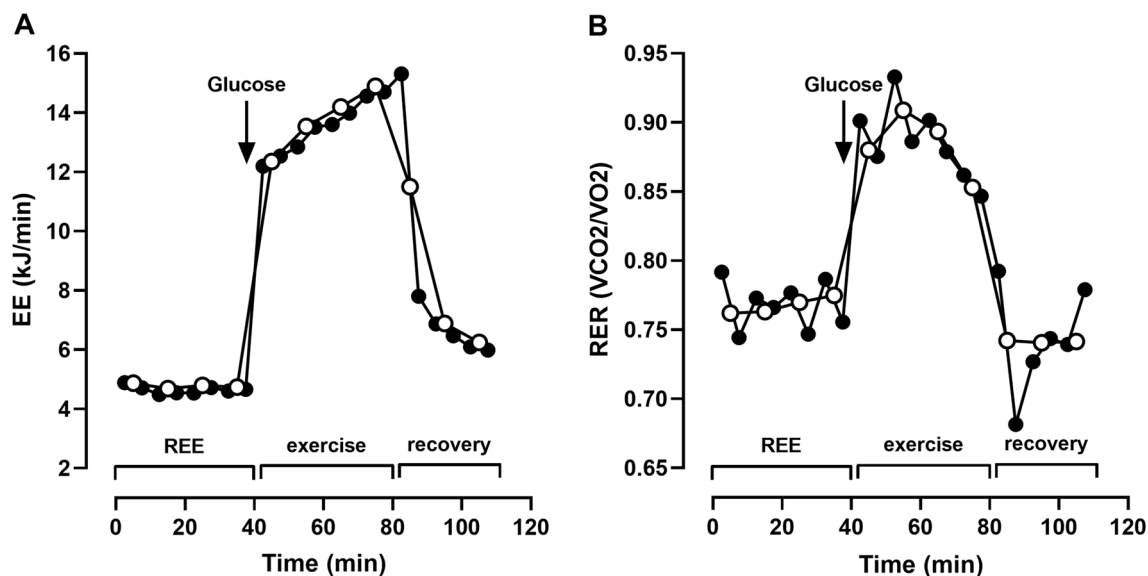 A
16
14
12
10
8
6
4
2
EE (kJ/min)
Glucose
REE
exercise
recovery
0
20
40
60
80
100
120
Time (min)
B
0.95
0.90
0.85
0.80
0.75
0.70
0.65
RER (VCO2/VO2)
Glucose
REE
exercise
recovery
0
20
40
60
80
100
120
Time (min)